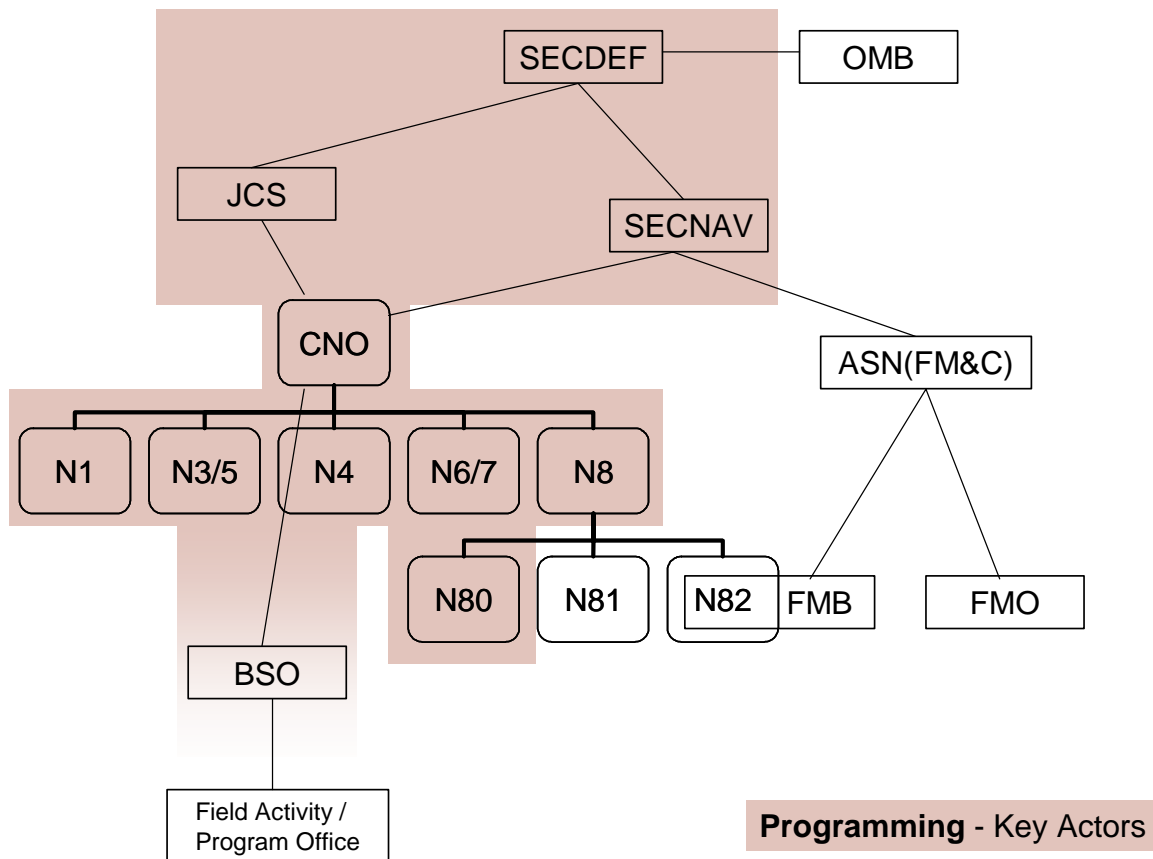 SECDEF
OMB
JCS
SECNAV
CNO
ASN(FM&C)
N1
N3/5
N4
N6/7
N8
N80
N81
N82
FMB
FMO
BSO
Field Activity /
Program Office
Programming - Key Actors